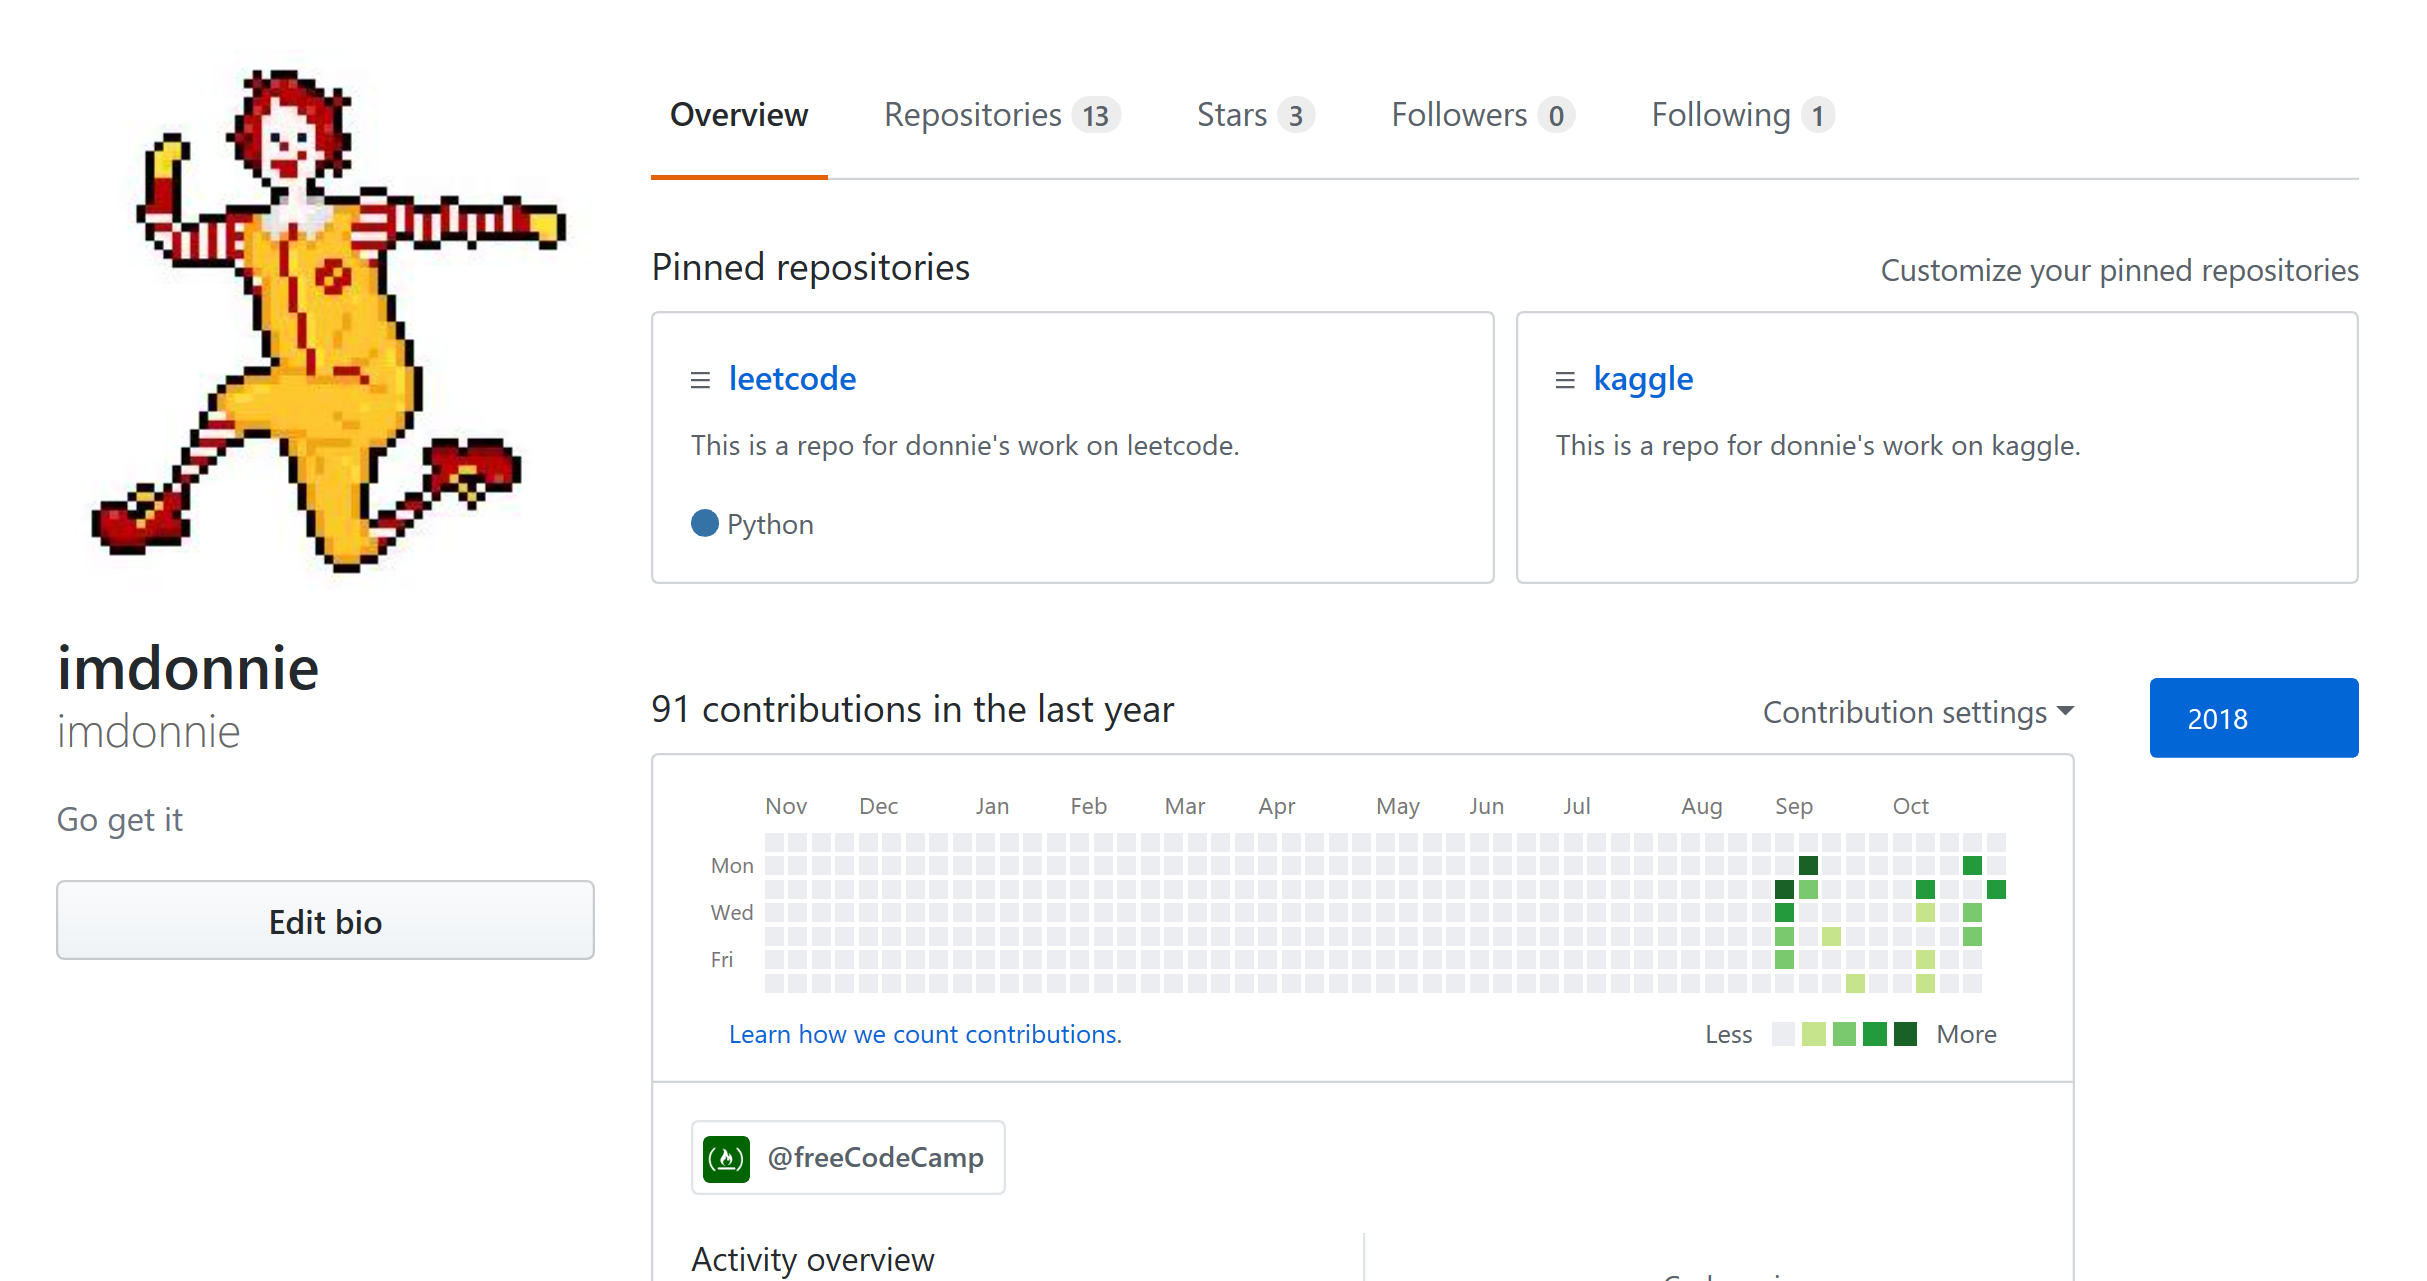 Overview Repositories 13 Stars 3 Followers 0 Following 1
Pinned repositories Customize your pinned repositories
leetcode
This is a repo for donnie's work on leetcode.
Python
kaggle
This is a repo for donnie's work on kaggle.
imdonnie
imdonnie
Go get it
Edit bio
91 contributions in the last year Contribution settings
2018
Nov Dec Jan Feb Mar Apr May Jun Jul Aug Sep Oct
Mon
Wed
Fri
Learn how we count contributions. Less More
@freeCodeCamp
Activity overview